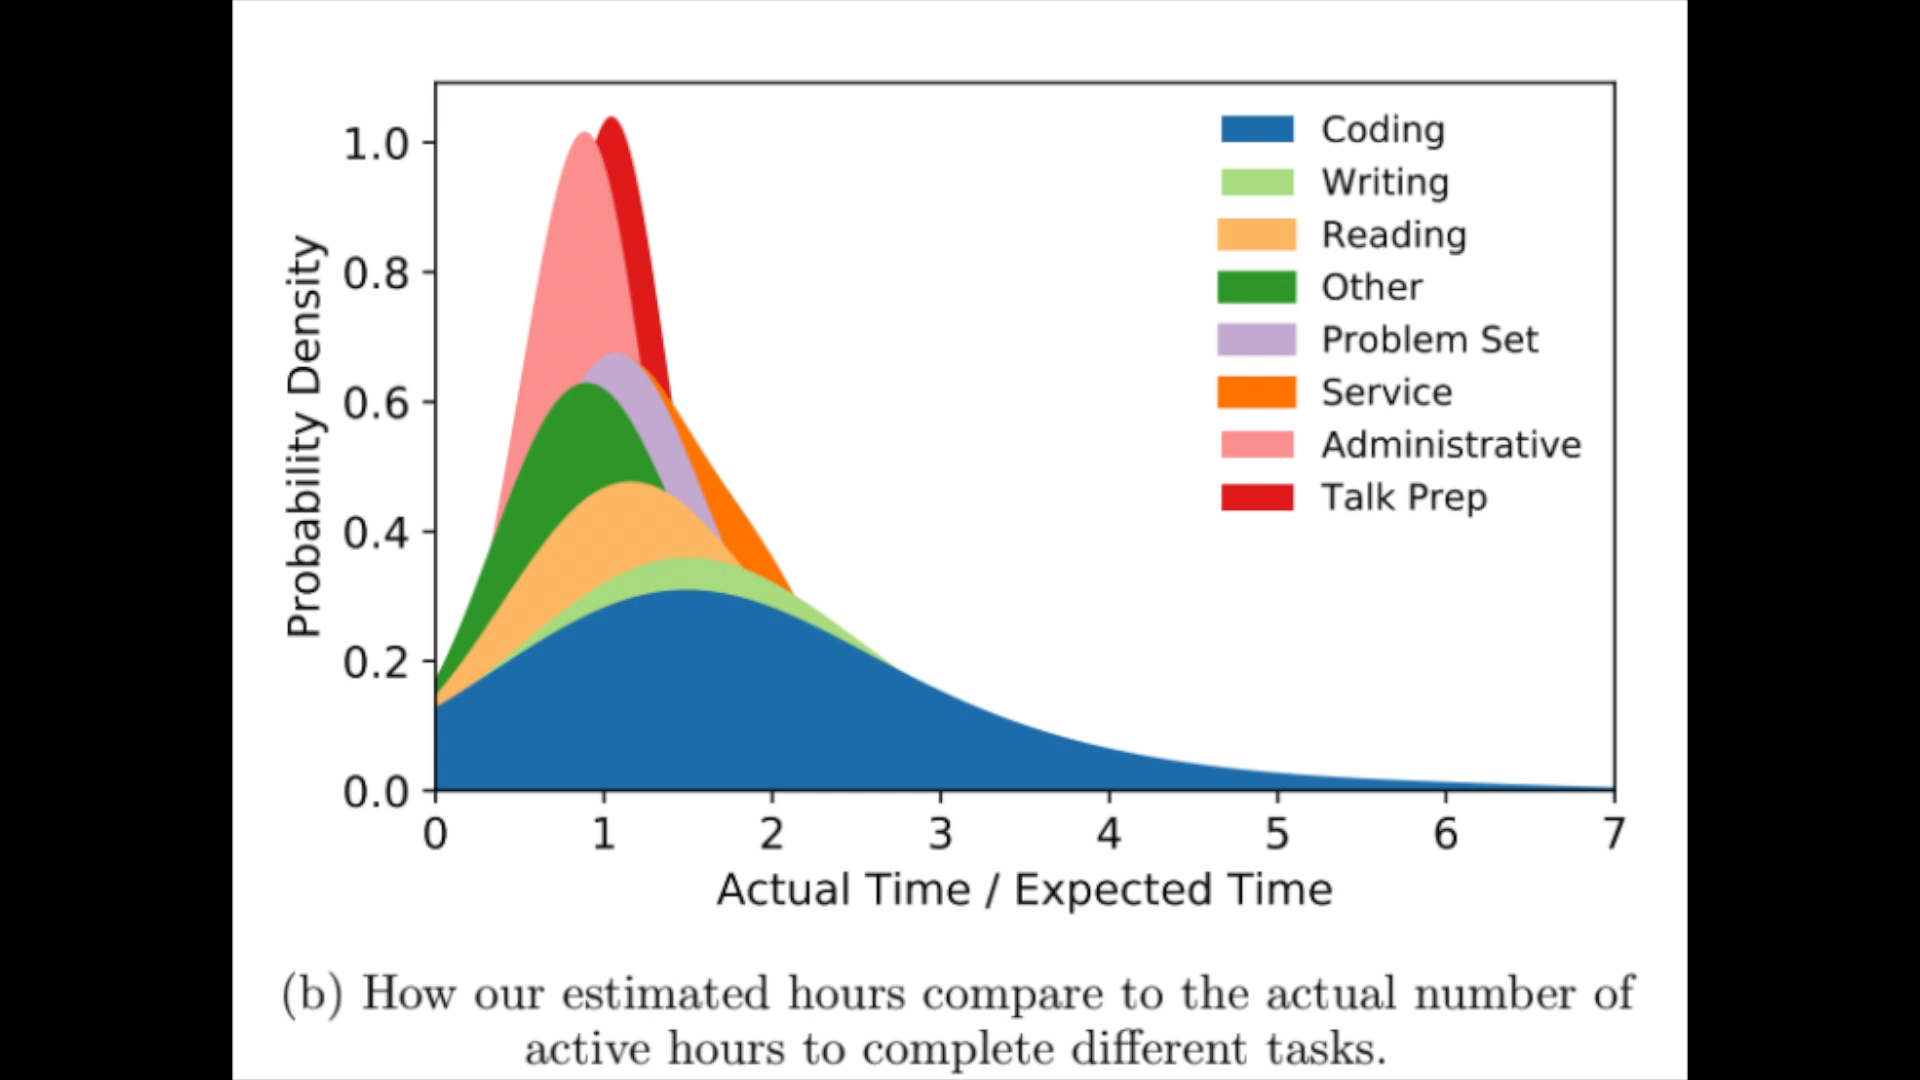 Probability Density
1.0
0.8
0.6
0.4
0.2
0.0
0 1 2 3 4 5 6 7
Actual Time / Expected Time
Coding
Writing
Reading
Other
Problem Set
Service
Administrative
Talk Prep
(b) How our estimated hours compare to the actual number of
active hours to complete different tasks.